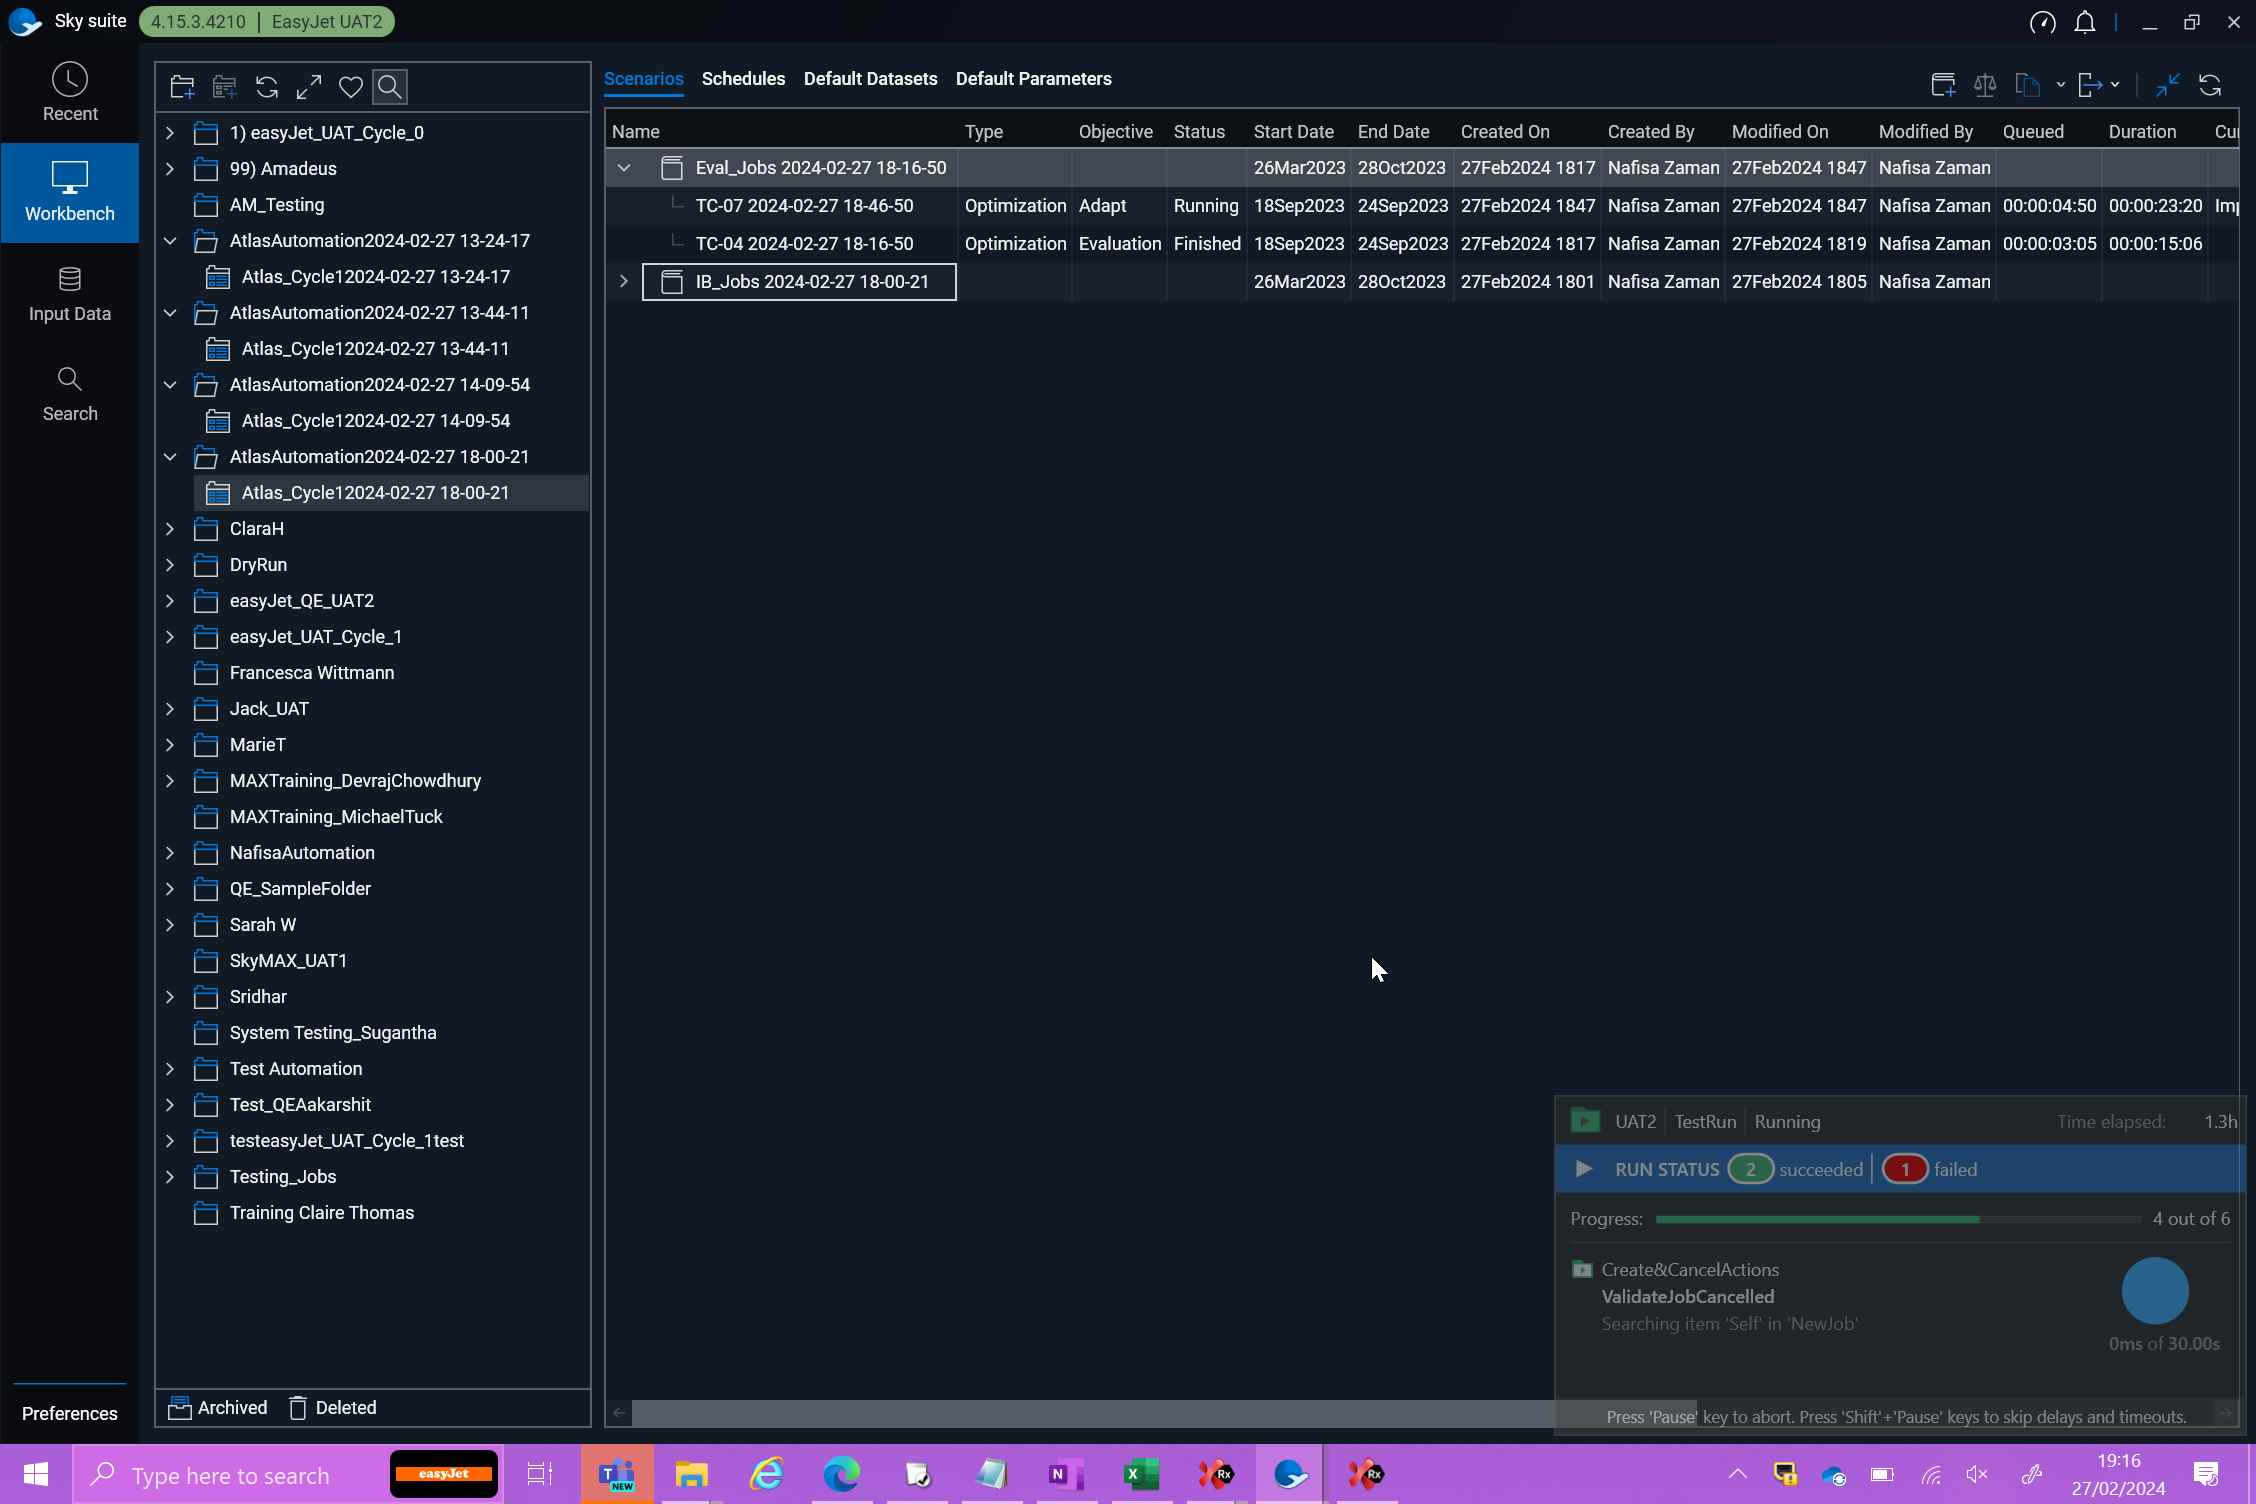 Sky suite 4.15.3.4210 | EasyJet UAT2
Recent
Workbench
Input Data
Search
Preferences
1) easyJet_UAT_Cycle_0
99) Amadeus
AM_Testing
AtlasAutomation2024-02-27 13-24-17
Atlas_Cycle12024-02-27 13-24-17
AtlasAutomation2024-02-27 13-44-11
Atlas_Cycle12024-02-27 13-44-11
AtlasAutomation2024-02-27 14-09-54
Atlas_Cycle12024-02-27 14-09-54
AtlasAutomation2024-02-27 18-00-21
Atlas_Cycle12024-02-27 18-00-21
ClaraH
DryRun
easyJet_QE_UAT2
easyJet_UAT_Cycle_1
Francesca Wittmann
Jack_UAT
MarieT
MAXTraining_DevrajChowdhury
MAXTraining_MichaelTuck
NafisaAutomation
QE_SampleFolder
Sarah W
SkyMAX_UAT1
Sridhar
System Testing_Sugantha
Test Automation
Test_QEAakarshit
testeasyJet_UAT_Cycle_1test
Testing_Jobs
Training Claire Thomas
Archived Deleted
Scenarios Schedules Default Datasets Default Parameters
Name Type Objective Status Start Date End Date Created On Created By Modified On Modified By Queued Duration Cu
Eval_Jobs 2024-02-27 18-16-50 26Mar2023 28Oct2023 27Feb2024 1817 Nafisa Zaman 27Feb2024 1847 Nafisa Zaman
TC-07 2024-02-27 18-46-50 Optimization Adapt Running 18Sep2023 24Sep2023 27Feb2024 1847 Nafisa Zaman 27Feb2024 1847 Nafisa Zaman 00:00:04:50 00:00:23:20 Imp
TC-04 2024-02-27 18-16-50 Optimization Evaluation Finished 18Sep2023 24Sep2023 27Feb2024 1817 Nafisa Zaman 27Feb2024 1819 Nafisa Zaman 00:00:03:05 00:00:15:06
IB_Jobs 2024-02-27 18-00-21 26Mar2023 28Oct2023 27Feb2024 1801 Nafisa Zaman 27Feb2024 1805 Nafisa Zaman
UAT2 TestRun Running Time elapsed: 1.3h
RUN STATUS 2 succeeded | 1 failed
Progress: 4 out of 6
Create&CancelActions
ValidateJobCancelled
Searching item 'Self' in 'NewJob'
0ms of 30.00s
Press 'Pause' key to abort. Press 'Shift'+'Pause' keys to skip delays and timeouts.
Type here to search easyJet T NEW N X Rx Rx
19:16
27/02/2024